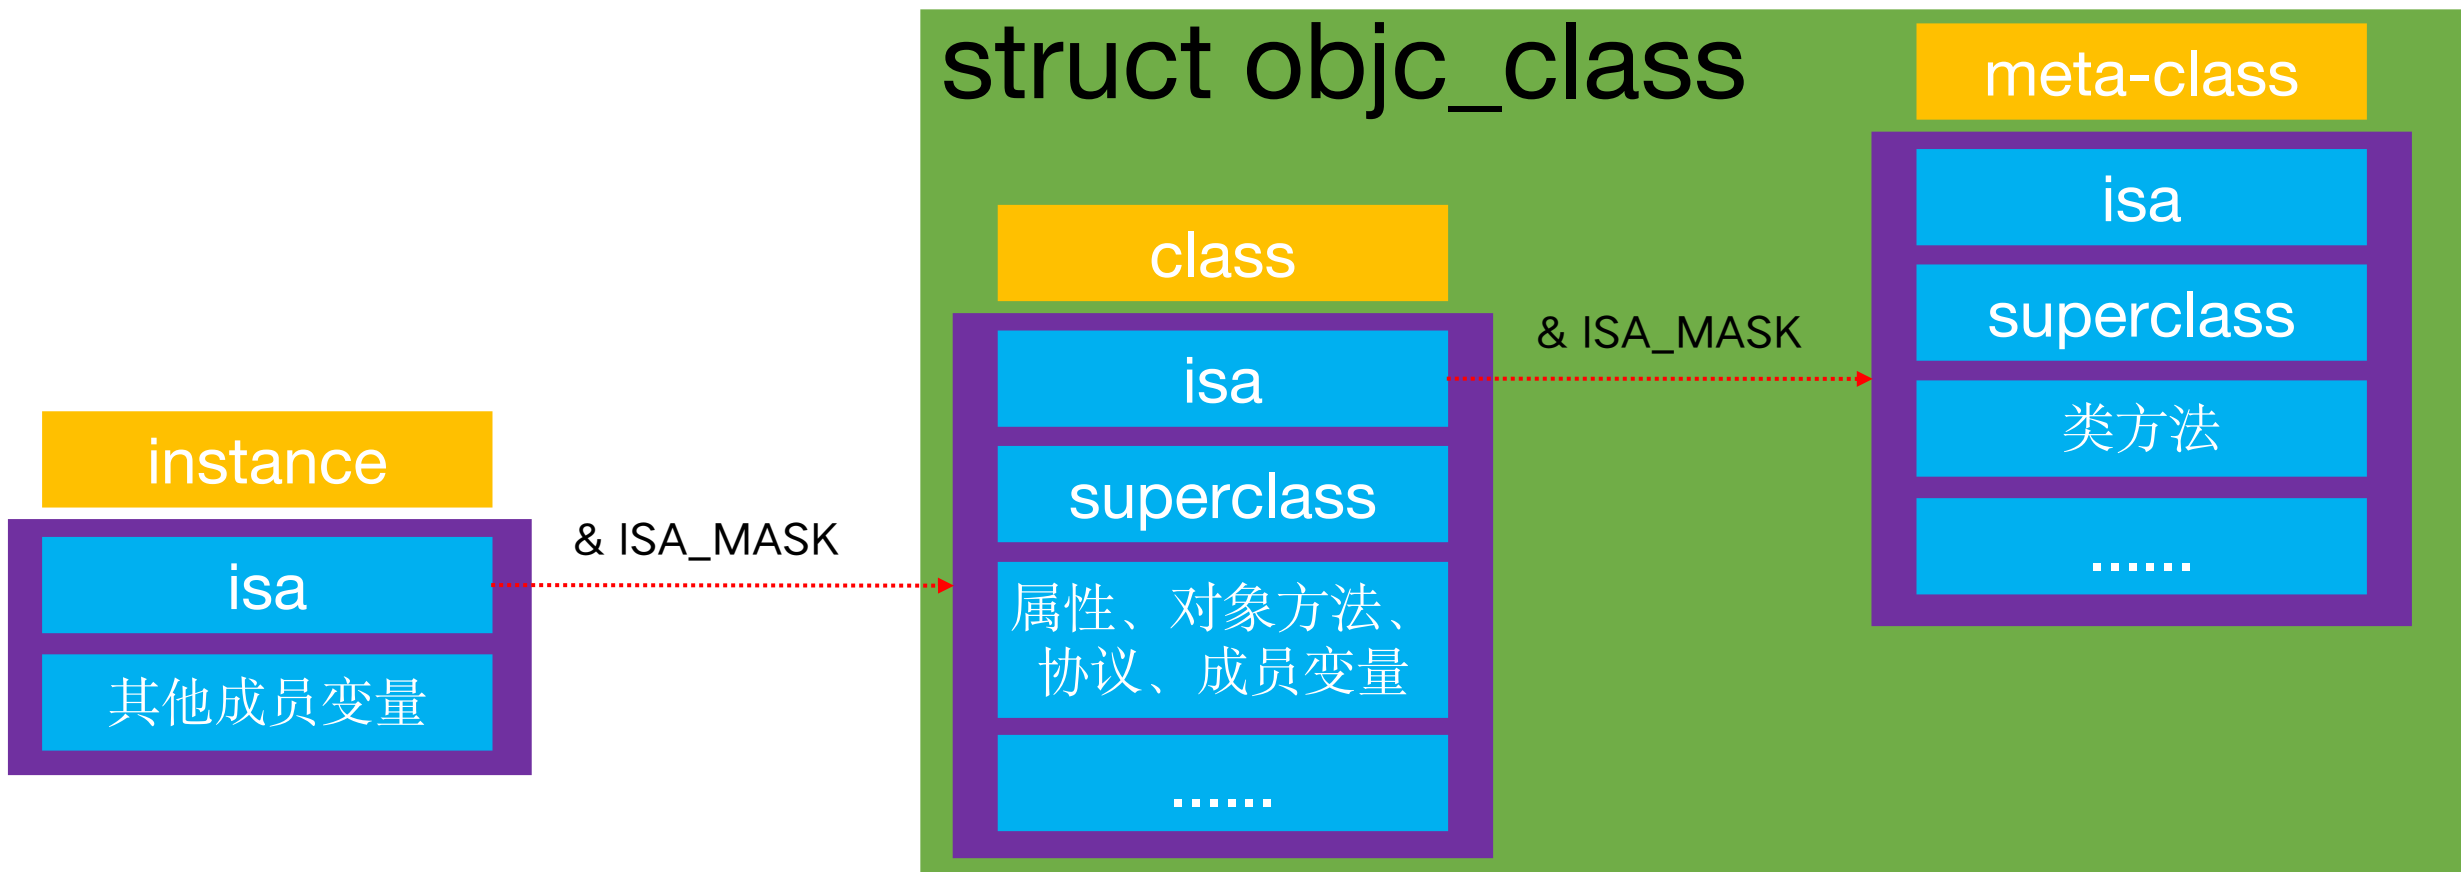 struct objc_class
instance
isa
其他成员变量
& ISA_MASK
class
isa
superclass
属性、对象方法、
协议、成员变量
......
& ISA_MASK
meta-class
isa
superclass
类方法
......